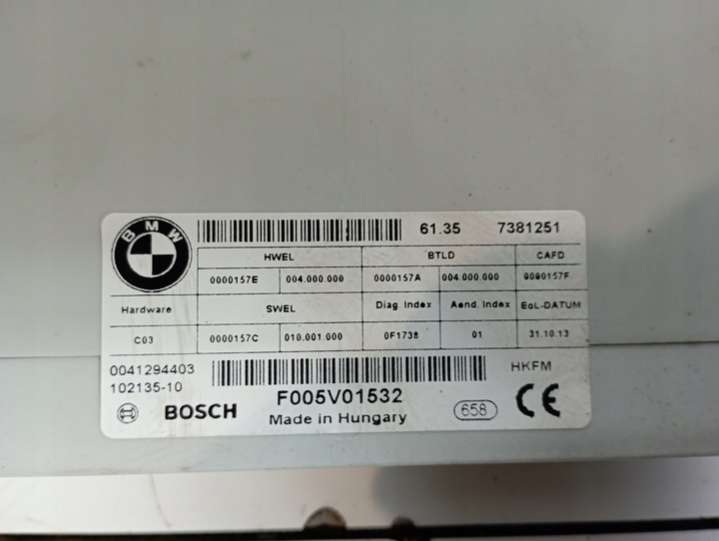 BMW
61.35 7381251
HWEL BTLD CAFD
0000157E 004.000.000 0000157A 004.000.000 0000157F
Hardware SWEL Diag. Index Aend. Index EoL-DATUM
C03 0000157C 010.001.000 0F1738 01 31.10.13
0041294403 HKFM
102135-10
BOSCH F005V01532
Made in Hungary 658 CE